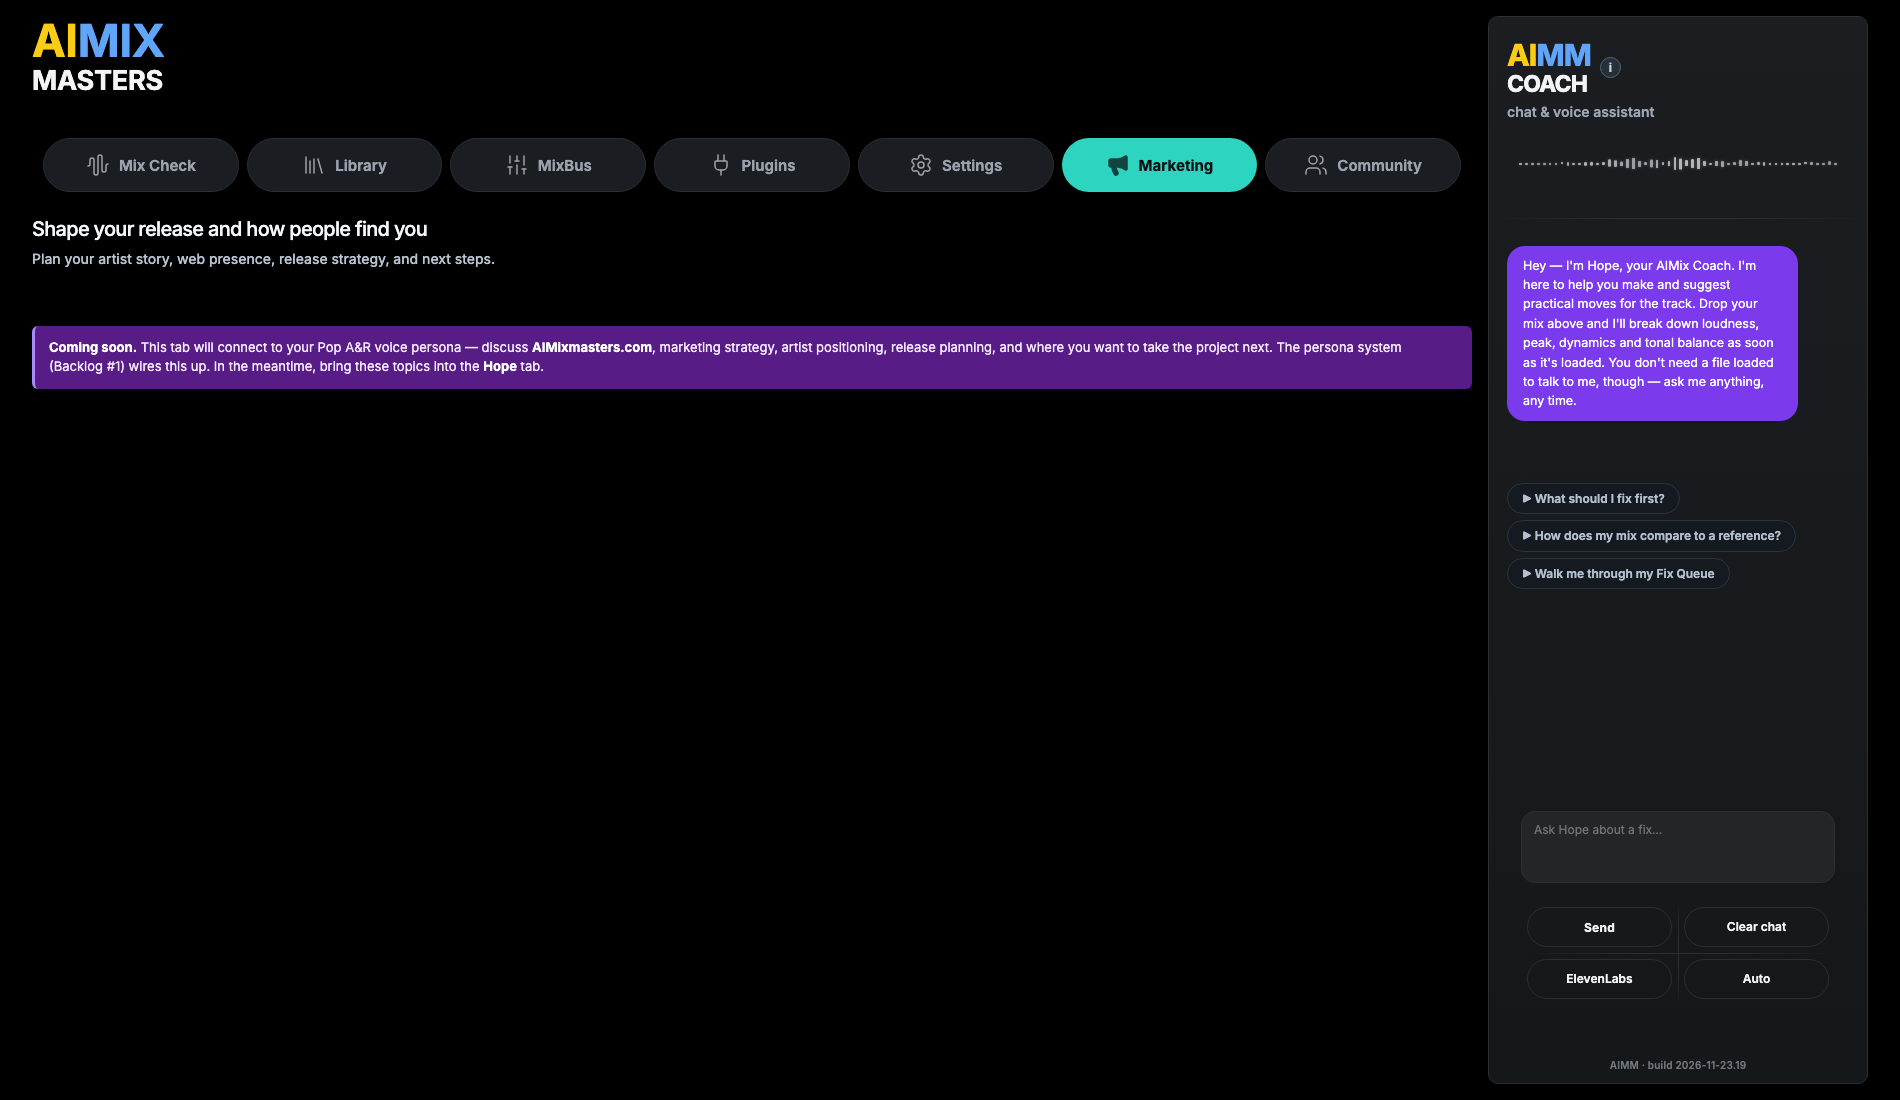 AIMIX
MASTERS
Mix Check
Library
MixBus
Plugins
Settings
Marketing
Community
Shape your release and how people find you
Plan your artist story, web presence, release strategy, and next steps.
Coming soon. This tab will connect to your Pop A&R voice persona — discuss AIMixmasters.com, marketing strategy, artist positioning, release planning, and where you want to take the project next. The persona system
(Backlog #1) wires this up. In the meantime, bring these topics into the Hope tab.
AIMM
COACH
i
chat & voice assistant
Hey — I'm Hope, your AIMix Coach. I'm
here to help you make and suggest
practical moves for the track. Drop your
mix above and I'll break down loudness,
peak, dynamics and tonal balance as soon
as it's loaded. You don't need a file loaded
to talk to me, though — ask me anything,
any time.
▶ What should I fix first?
▶ How does my mix compare to a reference?
▶ Walk me through my Fix Queue
Ask Hope about a fix...
Send
Clear chat
ElevenLabs
Auto
AIMM · build 2026-11-23.19